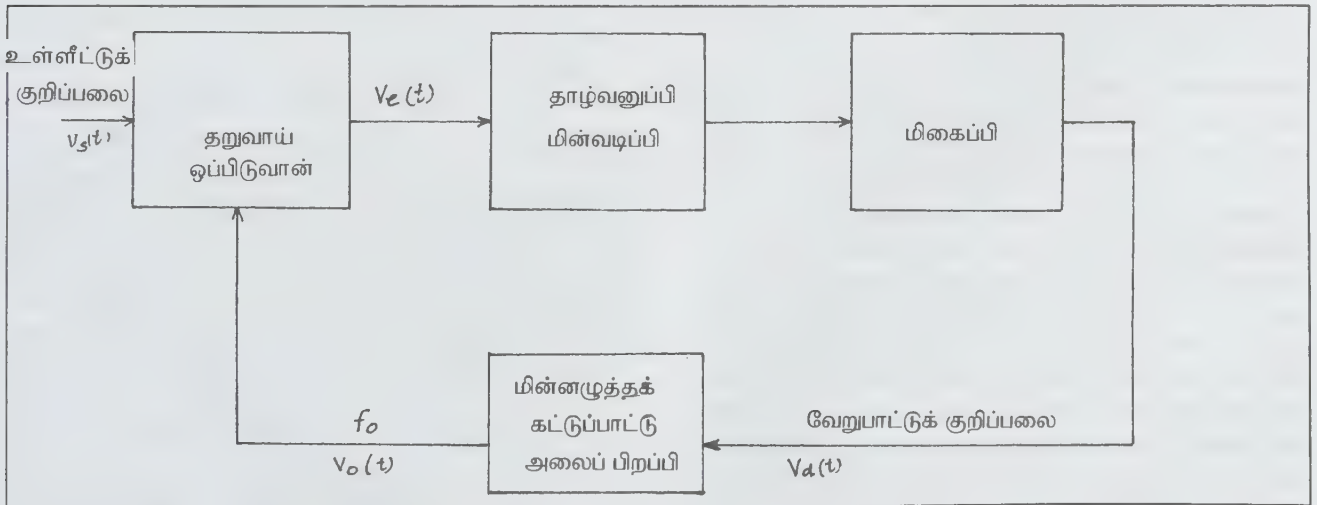 உள்ளீட்டுக்
குறிப்பலை
Vs(t)
தறுவாய்
ஒப்பிடுவான்
Ve(t)
தாழ்வனுப்பி
மின்வடிப்பி
மிகைப்பி
மின்னழுத்தக்
கட்டுப்பாட்டு
அலைப் பிறப்பி
fo
Vo(t)
வேறுபாட்டுக் குறிப்பலை
Vd(t)